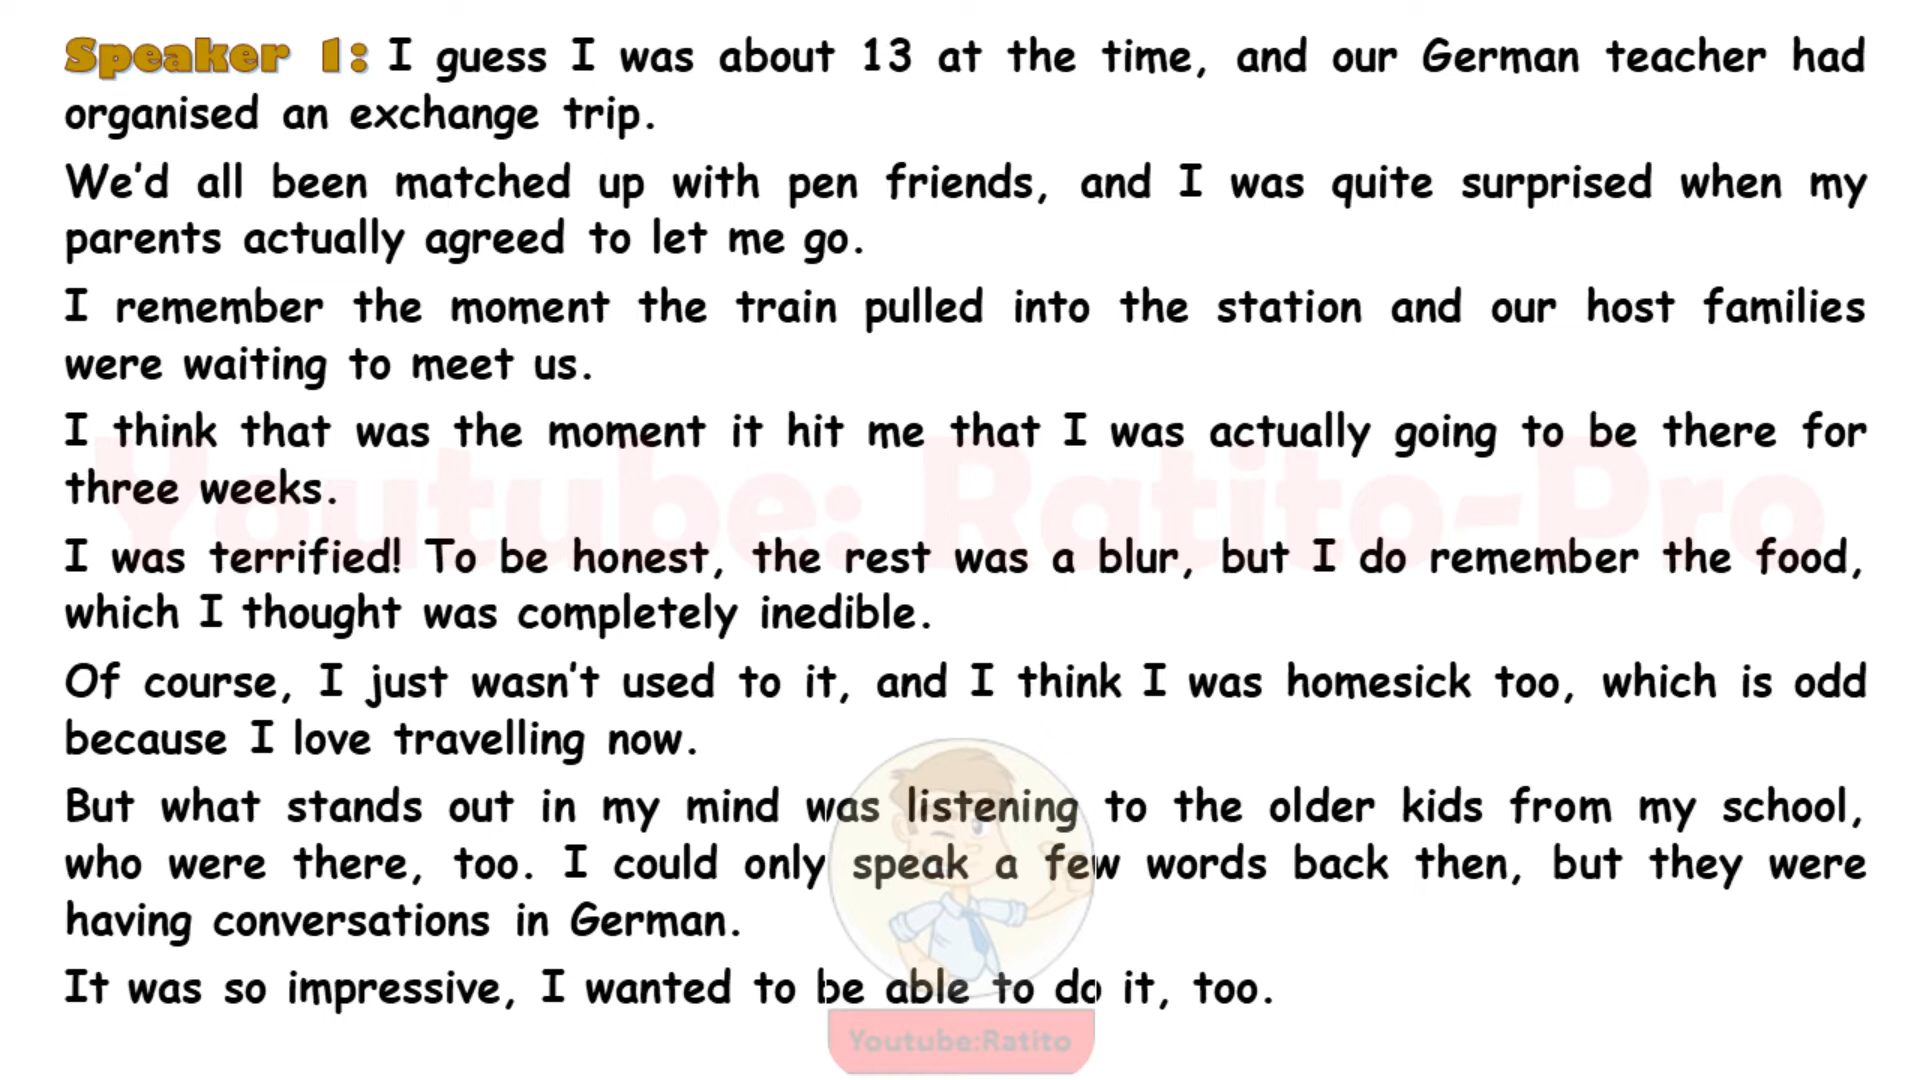 Speaker 1: I guess I was about 13 at the time, and our German teacher had
organised an exchange trip.
We'd all been matched up with pen friends, and I was quite surprised when my
parents actually agreed to let me go.
I remember the moment the train pulled into the station and our host families
were waiting to meet us.
I think that was the moment it hit me that I was actually going to be there for
three weeks.
Youtube: Ratito-Pro
I was terrified! To be honest, the rest was a blur, but I do remember the food,
which I thought was completely inedible.
Of course, I just wasn't used to it, and I think I was homesick too, which is odd
because I love travelling now.
But what stands out in my mind was listening to the older kids from my school,
who were there, too. I could only speak a few words back then, but they were
having conversations in German.
It was so impressive, I wanted to be able to do it, too.
Youtube:Ratito